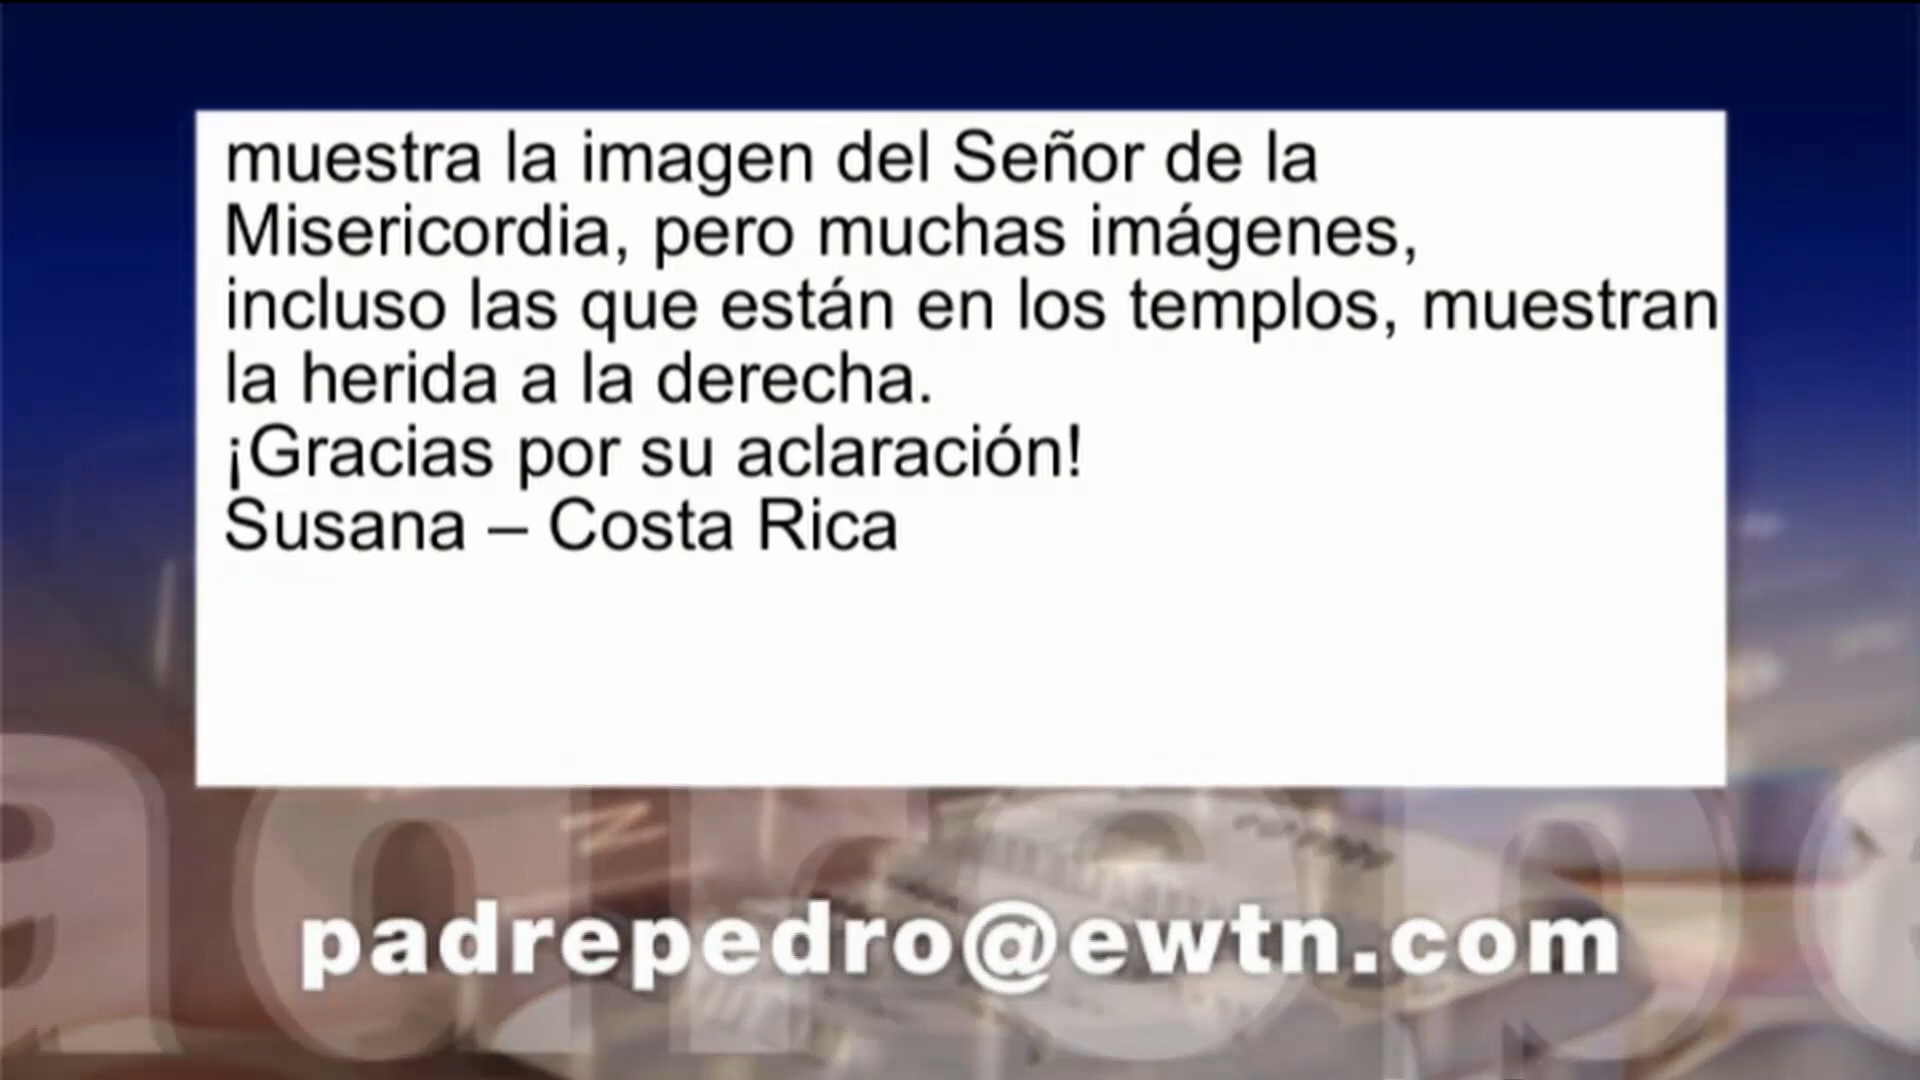 muestra la imagen del Señor de la
Misericordia, pero muchas imágenes,
incluso las que están en los templos, muestran
la herida a la derecha.
¡Gracias por su aclaración!
Susana – Costa Rica
padrepedro@ewtn.com